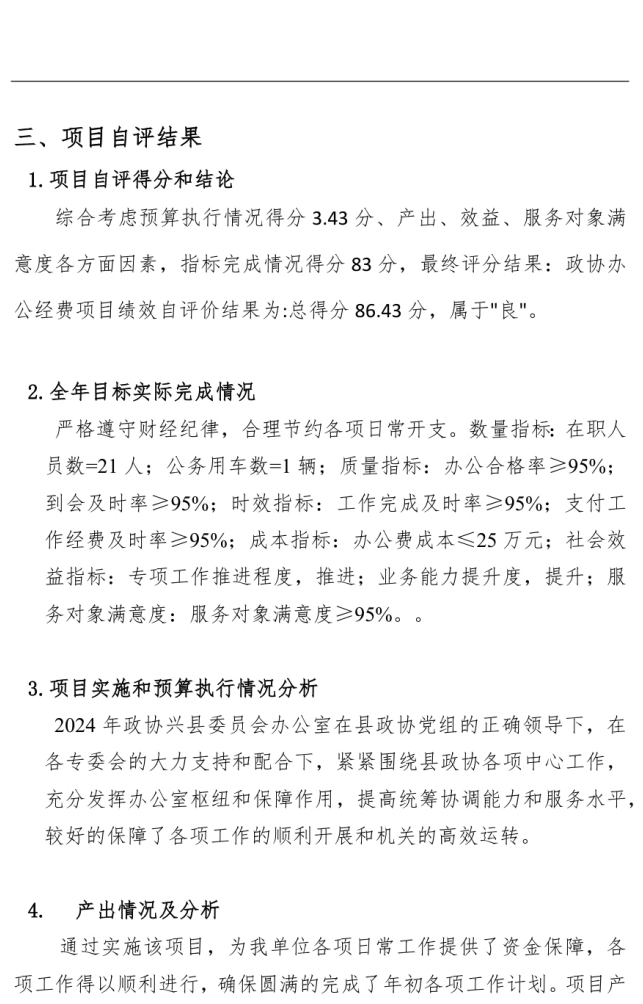 三、项目自评结果
1.项目自评得分和结论
综合考虑预算执行情况得分 3.43 分、产出、效益、服务对象满
意度各方面因素，指标完成情况得分 83 分，最终评分结果：政协办
公经费项目绩效自评价结果为:总得分 86.43 分，属于"良"。
2.全年目标实际完成情况
严格遵守财经纪律，合理节约各项日常开支。数量指标：在职人
员数=21 人；公务用车数=1 辆；质量指标：办公合格率≥95%；
到会及时率≥95%；时效指标：工作完成及时率≥95%；支付工
作经费及时率≥95%；成本指标：办公费成本≤25 万元；社会效
益指标：专项工作推进程度，推进；业务能力提升度，提升；服
务对象满意度：服务对象满意度≥95%。。
3.项目实施和预算执行情况分析
2024 年政协兴县委员会办公室在县政协党组的正确领导下，在
各专委会的大力支持和配合下，紧紧围绕县政协各项中心工作，
充分发挥办公室枢纽和保障作用，提高统筹协调能力和服务水平，
较好的保障了各项工作的顺利开展和机关的高效运转。
4. 产出情况及分析
通过实施该项目，为我单位各项日常工作提供了资金保障，各
项工作得以顺利进行，确保圆满的完成了年初各项工作计划。项目产